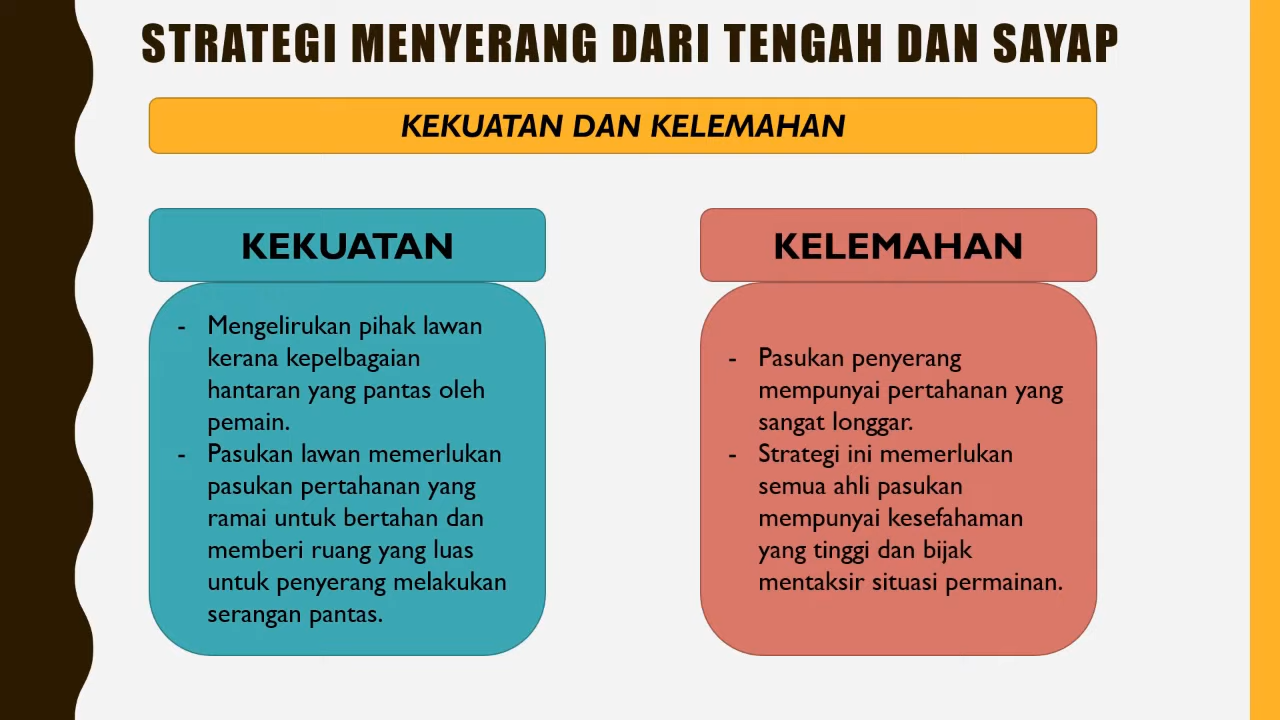 STRATEGI MENYERANG DARI TENGAH DAN SAYAP
KEKUATAN DAN KELEMAHAN
KEKUATAN
- Mengelirukan pihak lawan
kerana kepelbagaian
hantaran yang pantas oleh
pemain.
- Pasukan lawan memerlukan
pasukan pertahanan yang
ramai untuk bertahan dan
memberi ruang yang luas
untuk penyerang melakukan
serangan pantas.
KELEMAHAN
- Pasukan penyerang
mempunyai pertahanan yang
sangat longgar.
- Strategi ini memerlukan
semua ahli pasukan
mempunyai kesefahaman
yang tinggi dan bijak
mentaksir situasi permainan.